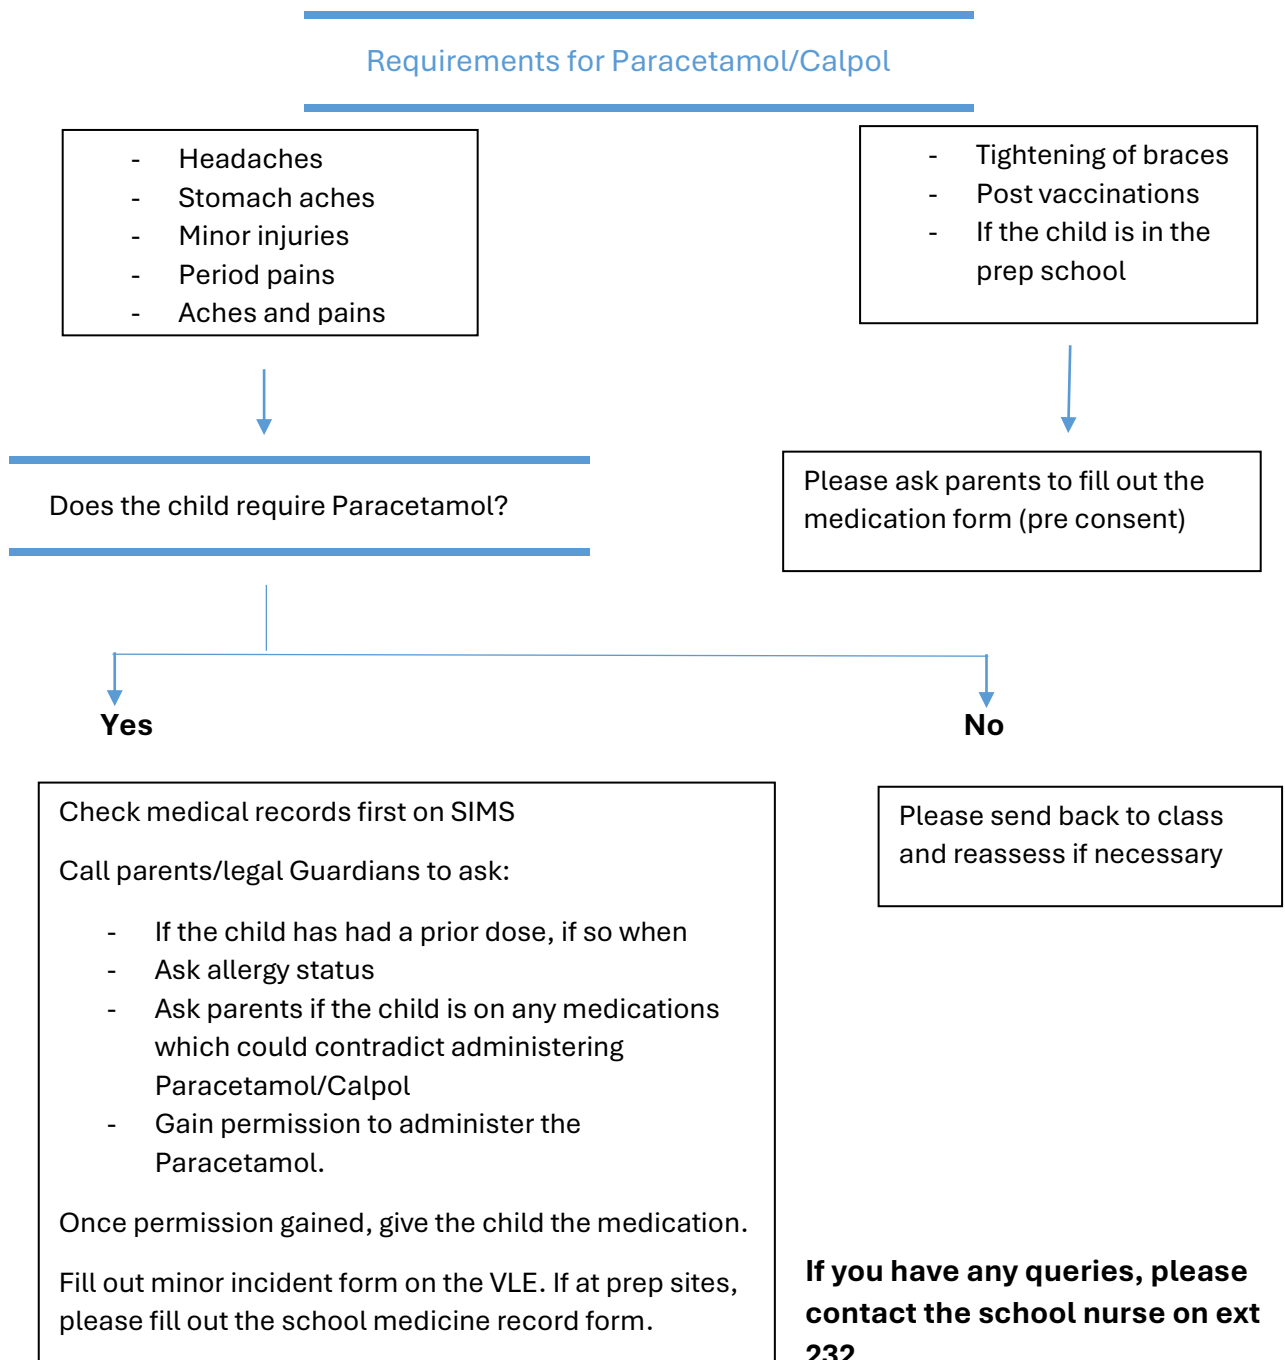 Requirements for Paracetamol/Calpol
- Headaches
- Stomach aches
- Minor injuries
- Period pains
- Aches and pains
- Tightening of braces
- Post vaccinations
- If the child is in the
prep school
Does the child require Paracetamol?
Please ask parents to fill out the
medication form (pre consent)
Yes
No
Check medical records first on SIMS
Call parents/legal Guardians to ask:
- If the child has had a prior dose, if so when
- Ask allergy status
- Ask parents if the child is on any medications
which could contradict administering
Paracetamol/Calpol
- Gain permission to administer the
Paracetamol.
Once permission gained, give the child the medication.
Fill out minor incident form on the VLE. If at prep sites,
please fill out the school medicine record form.
Please send back to class
and reassess if necessary
If you have any queries, please
contact the school nurse on ext
232